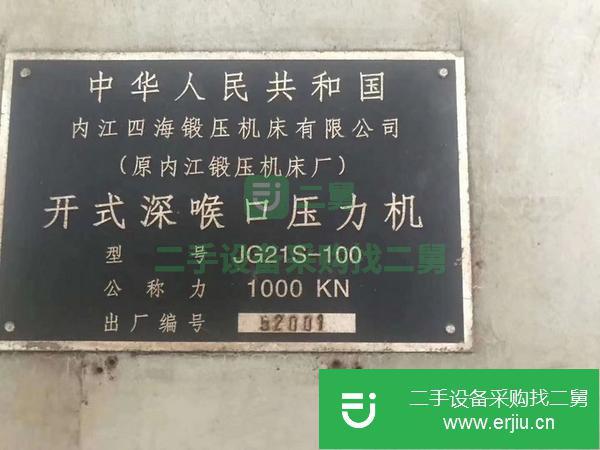 中华人民共和国
内江四海锻压机床有限公司
（原内江锻压机床厂）
二舅
开式深喉口压力机
型 号 JG21S-100
二手设备采购找二舅
公称力 1000 KN
出厂编号 52001
二手设备采购找二舅
www.erjiu.cn